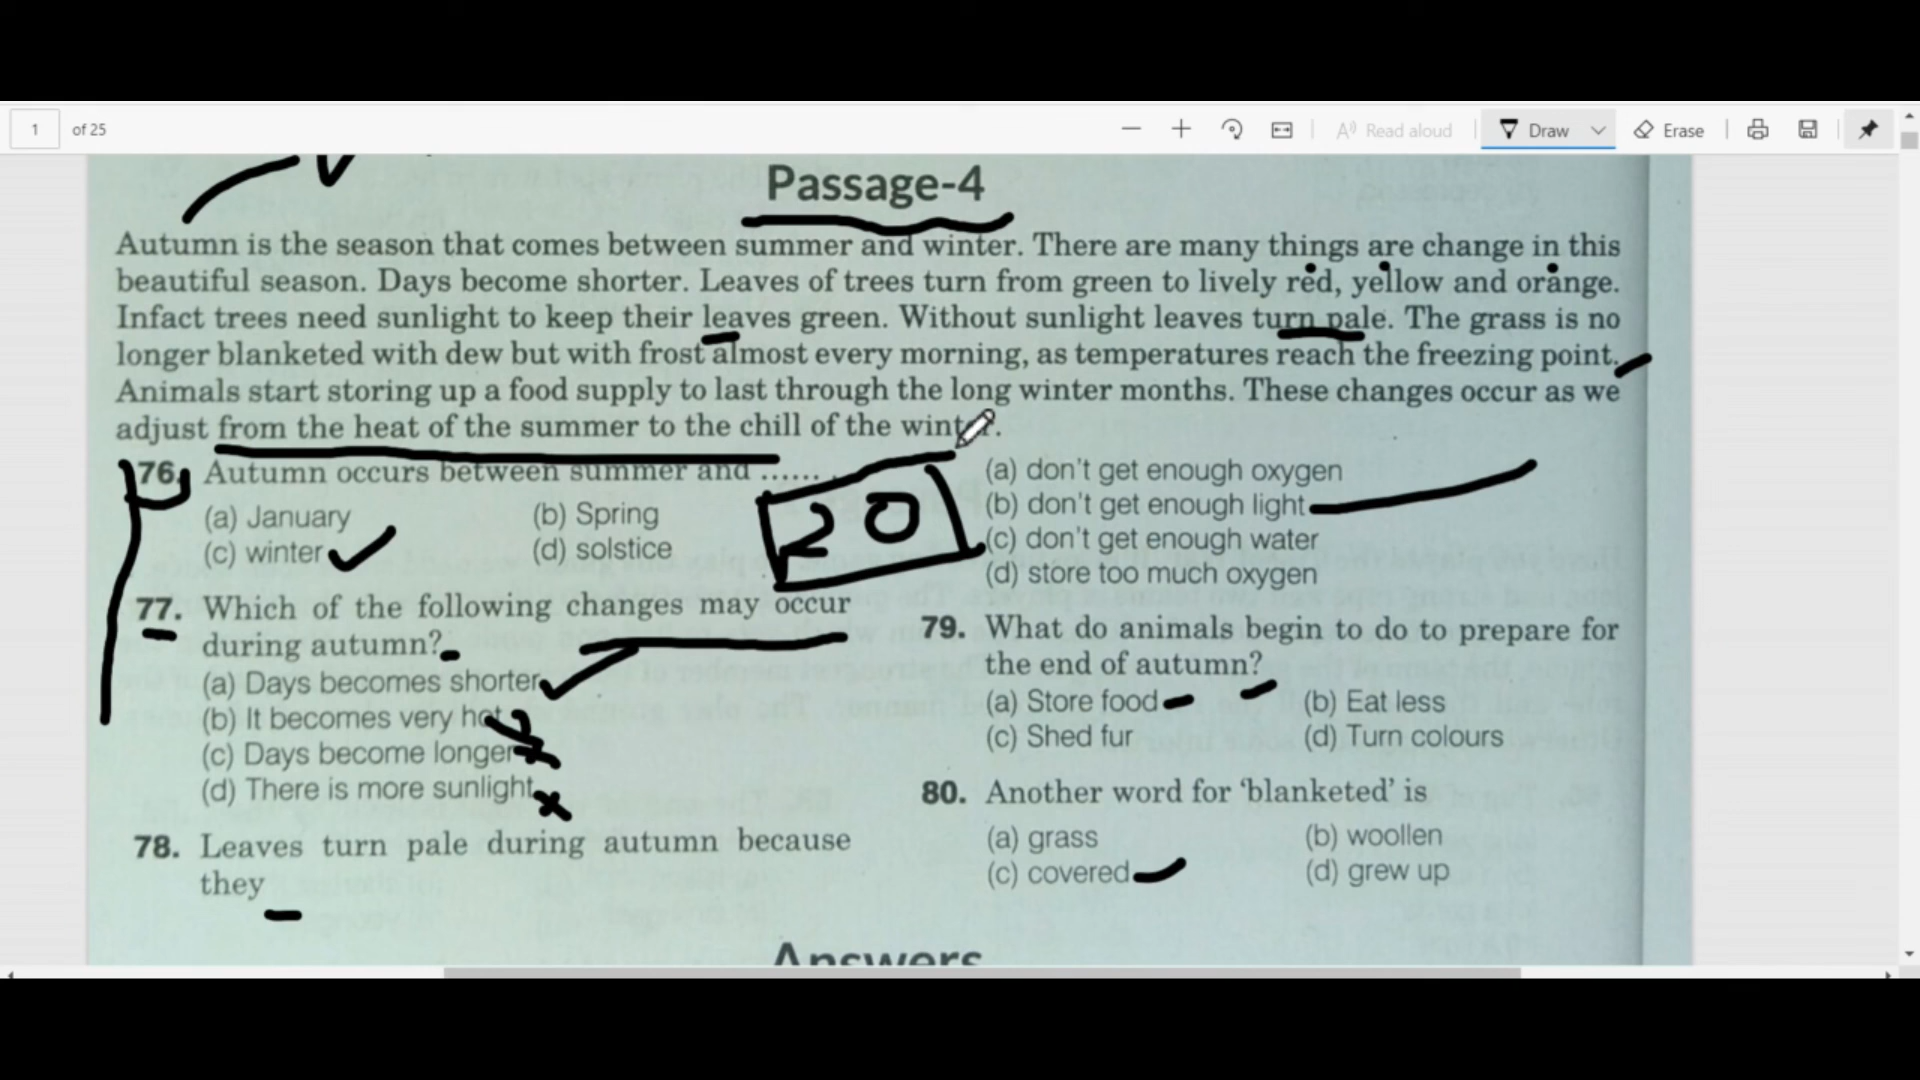 1 of 25 Read aloud Draw Erase
Passage-4
Autumn is the season that comes between summer and winter. There are many things are change in this
beautiful season. Days become shorter. Leaves of trees turn from green to lively red, yellow and orange.
Infact trees need sunlight to keep their leaves green. Without sunlight leaves turn pale. The grass is no
longer blanketed with dew but with frost almost every morning, as temperatures reach the freezing point.
Animals start storing up a food supply to last through the long winter months. These changes occur as we
adjust from the heat of the summer to the chill of the winter.
76. Autumn occurs between summer and ......
(a) January (b) Spring
(c) winter (d) solstice
20
77. Which of the following changes may occur
during autumn?
(a) Days becomes shorter
(b) It becomes very hot
(c) Days become longer
(d) There is more sunlight
78. Leaves turn pale during autumn because
they
(a) don't get enough oxygen
(b) don't get enough light
(c) don't get enough water
(d) store too much oxygen
79. What do animals begin to do to prepare for
the end of autumn?
(a) Store food (b) Eat less
(c) Shed fur (d) Turn colours
80. Another word for ‘blanketed’ is
(a) grass (b) woollen
(c) covered (d) grew up
Answers